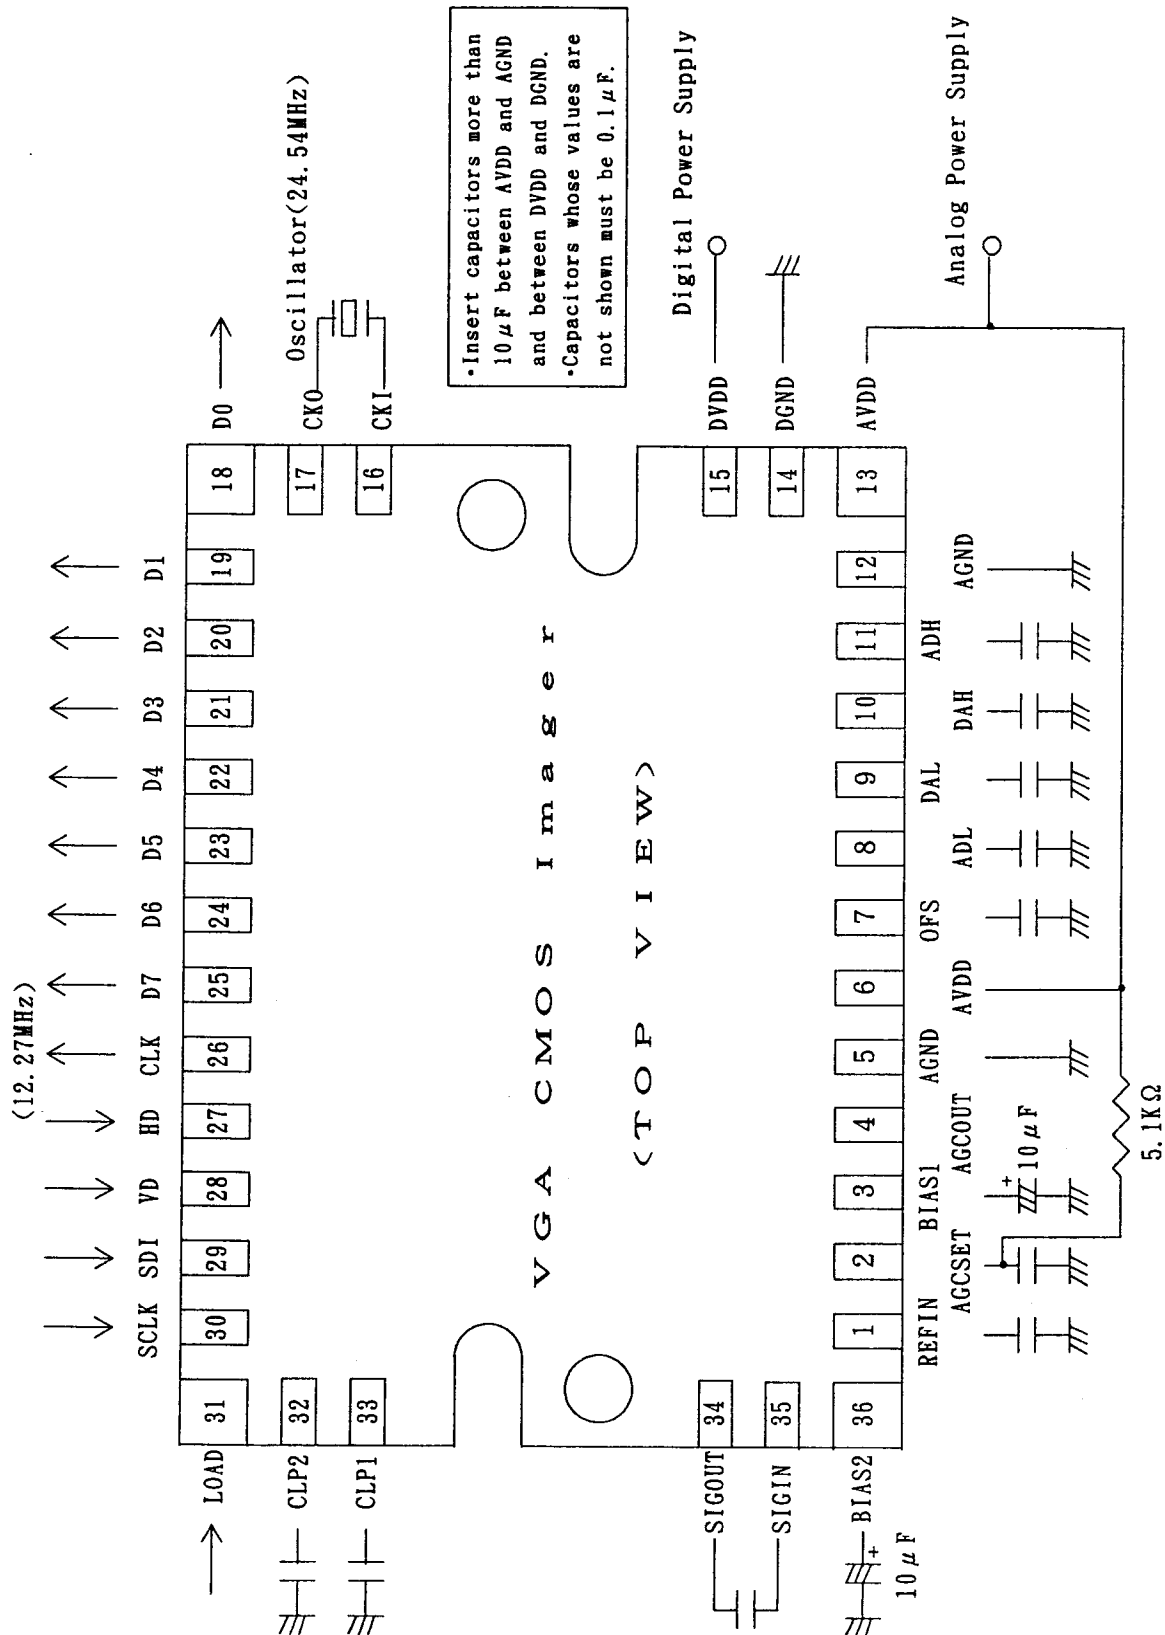 (12.27MHz)
SCLK SDI VD HD CLK D7 D6 D5 D4 D3 D2 D1
30 29 28 27 26 25 24 23 22 21 20 19
LOAD 31
18 D0
CLP2 32
17 CKO
CLP1 33
16 CKI
Oscillator(24.54MHz)
•Insert capacitors more than
10μF between AVDD and AGND
and between DVDD and DGND.
•Capacitors whose values are
not shown must be 0.1μF.
VGA CMOS Imager
(TOP VIEW)
SIGOUT 34
15 DVDD
Digital Power Supply
SIGIN 35
14 DGND
BIAS2 36
13 AVDD
+
10μF
Analog Power Supply
1 2 3 4 5 6 7 8 9 10 11 12
REFIN BIAS1 AGND OFS ADL DAL DAH ADH
AGCSET AGCOUT AVDD AGND
+
10μF
5.1KΩ